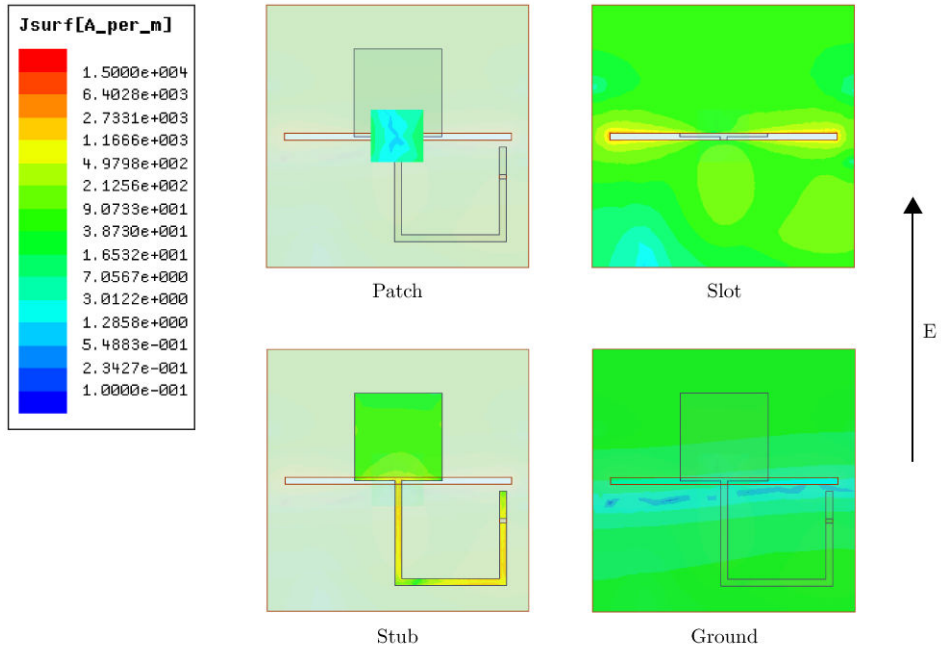 Jsurf[A_per_m]
1.5000e+004
6.4028e+003
2.7331e+003
1.1666e+003
4.9798e+002
2.1256e+002
9.0733e+001
3.8730e+001
1.6532e+001
7.0567e+000
3.0122e+000
1.2858e+000
5.4883e-001
2.3427e-001
1.0000e-001
Patch
Slot
E
Stub
Ground